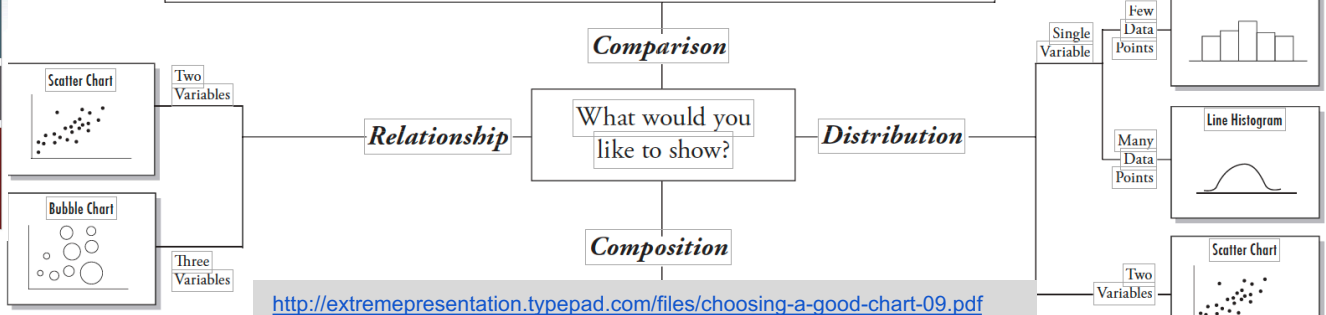 Comparison
Few
Data
Points
Single
Variable
Scatter Chart
Two
Variables
What would you
like to show?
Relationship
Distribution
Line Histogram
Many
Data
Points
Bubble Chart
Three
Variables
Composition
Scatter Chart
Two
Variables
http://extremepresentation.typepad.com/files/choosing-a-good-chart-09.pdf